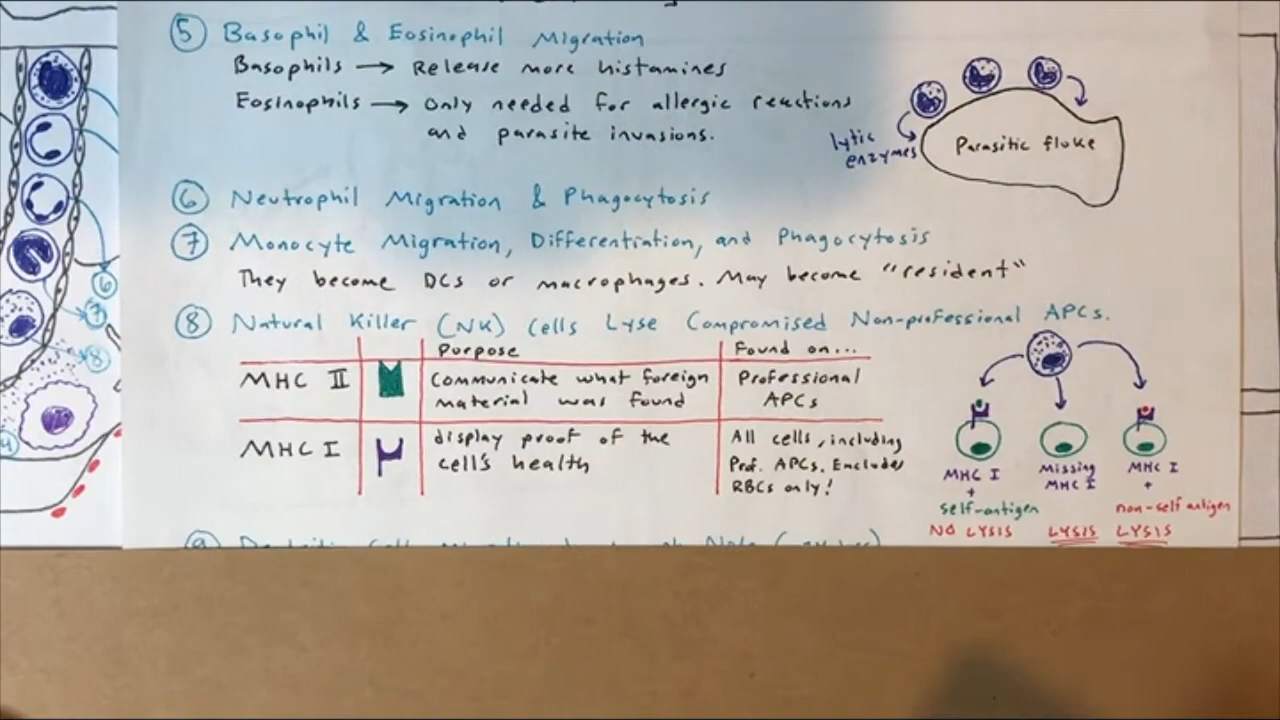 ⑤ Basophil & Eosinophil Migration
Basophils → Release more histamines
Eosinophils → Only needed for allergic reactions
and parasite invasions.
lytic
enzymes
Parasitic fluke
⑥ Neutrophil Migration & Phagocytosis
⑦ Monocyte Migration, Differentiation, and Phagocytosis
They become DCs or macrophages. May become "resident"
⑧ Natural Killer (NK) Cells Lyse Compromised Non-professional APCs.
Purpose
Found on...
MHC II
Communicate what foreign
material was found
Professional
APCs
MHC I
display proof of the
cell's health
All cells, including
Prof. APCs. Excludes
RBCs only!
MHC I
+
self-antigen
NO LYSIS
Missing
MHC I
LYSIS
MHC I
+
non-self antigen
LYSIS
⑥
⑦
⑧
4